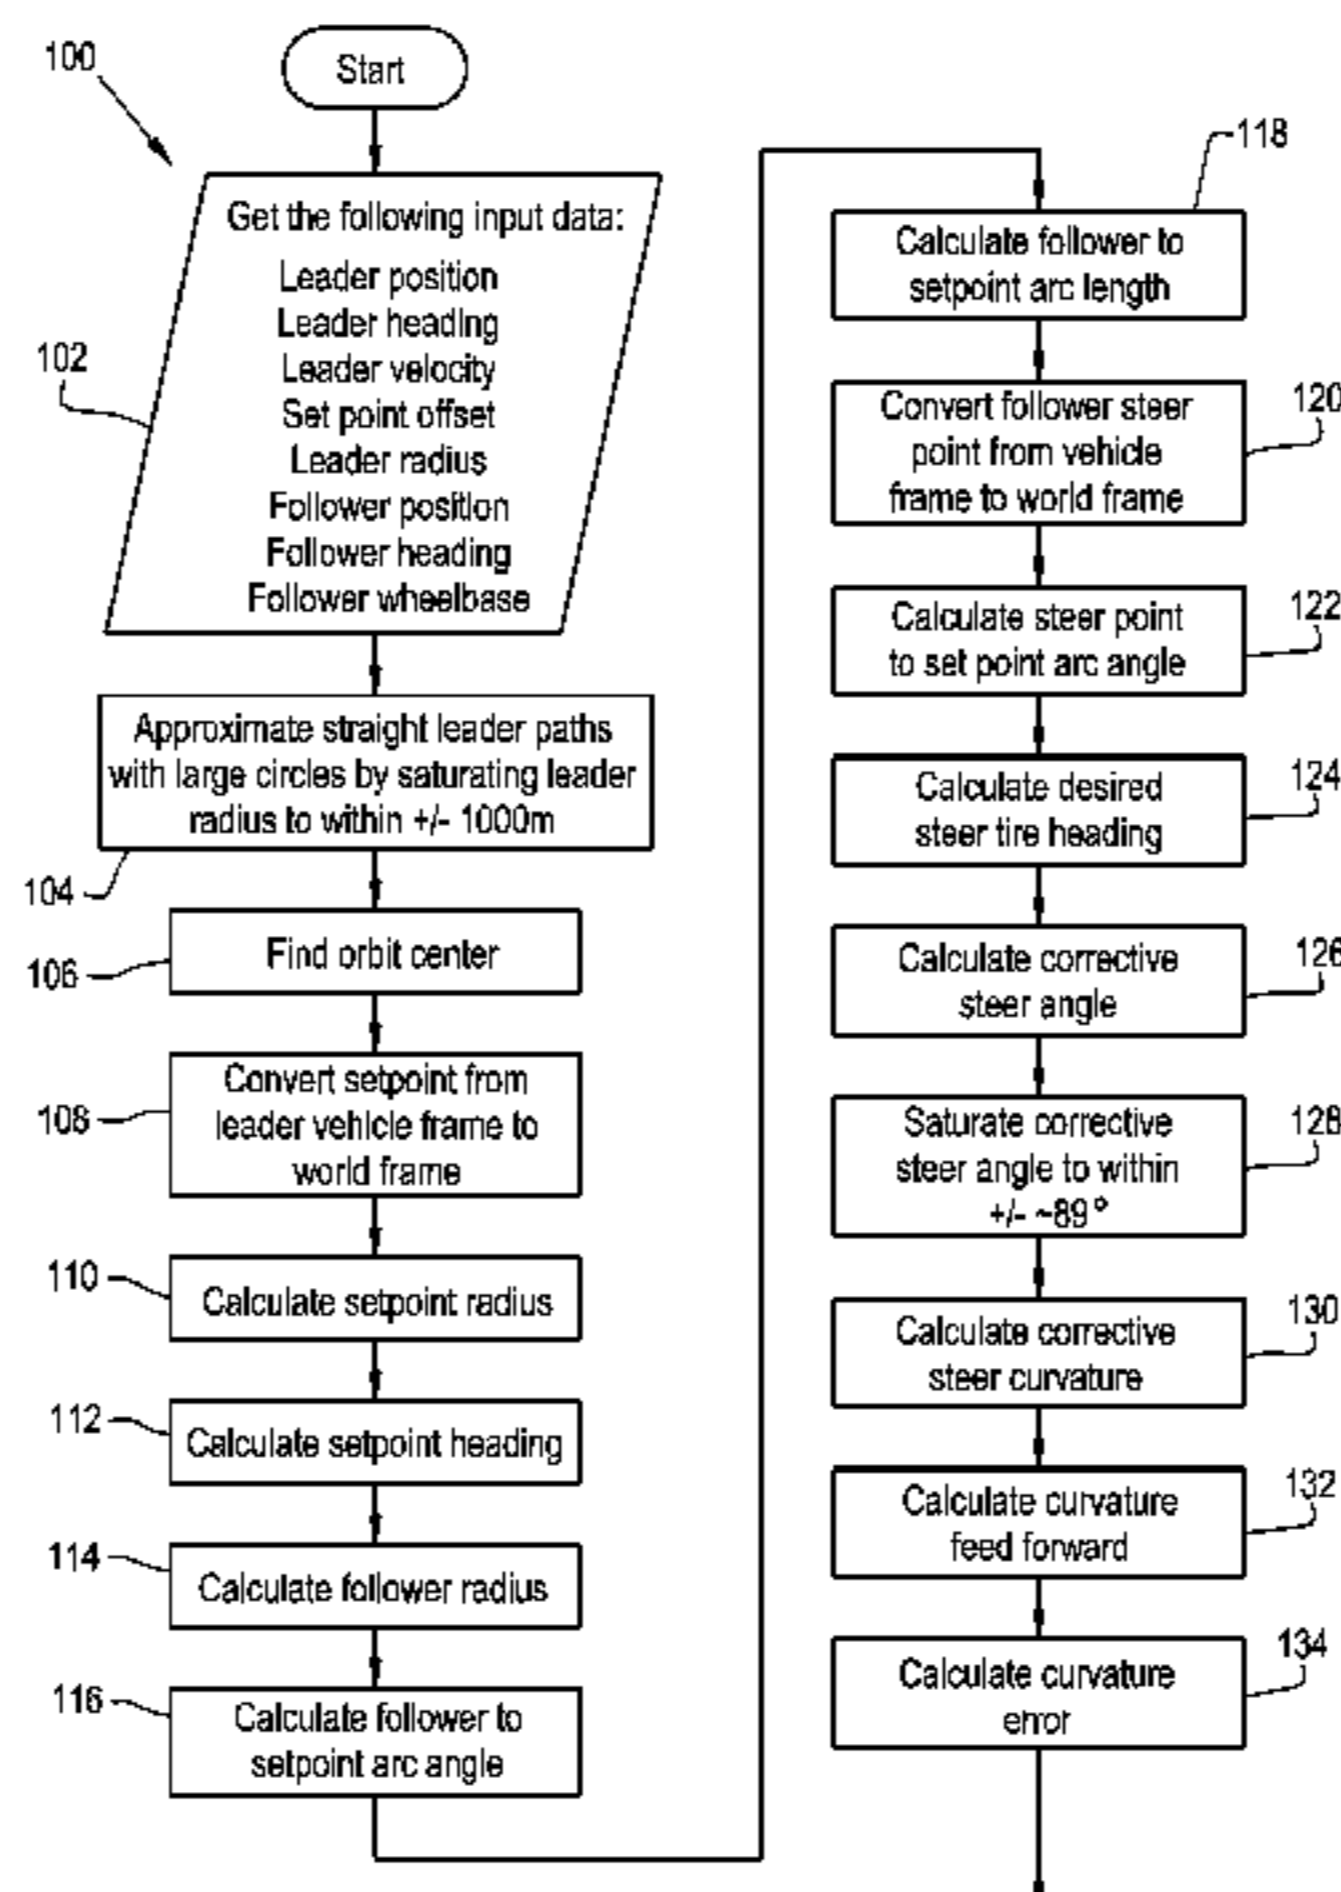 100
Start
Get the following input data:
Leader position
Leader heading
Leader velocity
Set point offset
Leader radius
Follower position
Follower heading
Follower wheelbase
102
Approximate straight leader paths
with large circles by saturating leader
radius to within +/- 1000m
104
Find orbit center
106
Convert setpoint from
leader vehicle frame to
world frame
108
Calculate setpoint radius
110
Calculate setpoint heading
112
Calculate follower radius
114
Calculate follower to
setpoint arc angle
116
118
Calculate follower to
setpoint arc length
Convert follower steer
point from vehicle
frame to world frame
120
Calculate steer point
to set point arc angle
122
Calculate desired
steer tire heading
124
Calculate corrective
steer angle
126
Saturate corrective
steer angle to within
+/- ~89°
128
Calculate corrective
steer curvature
130
Calculate curvature
feed forward
132
Calculate curvature
error
134